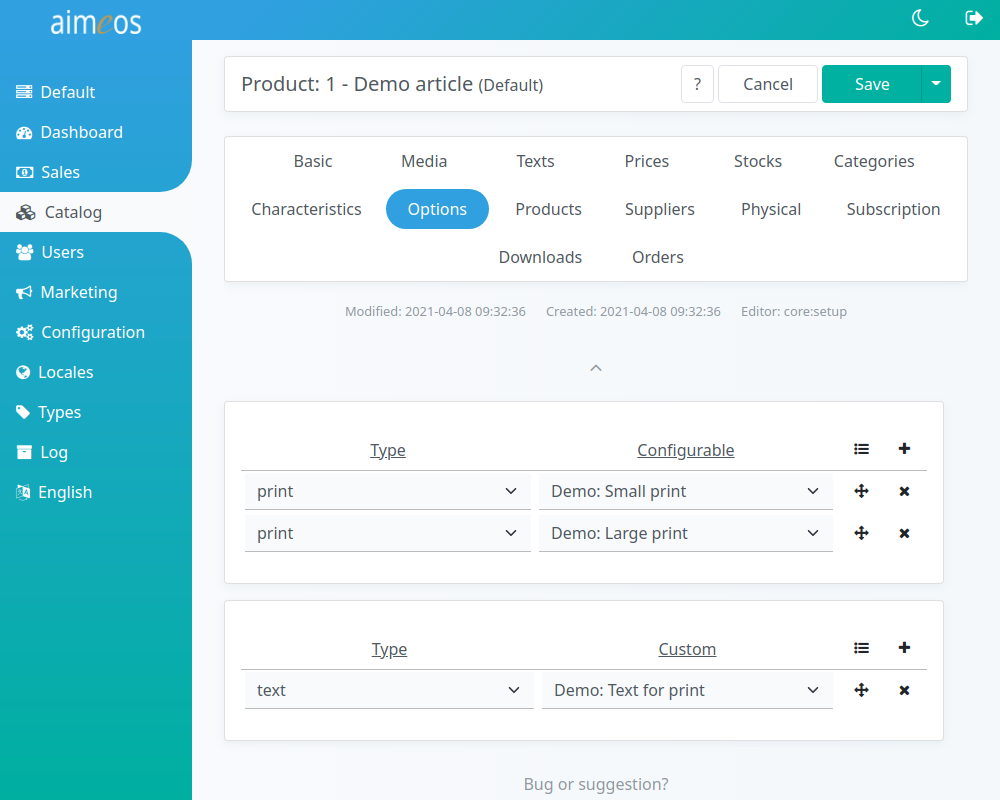 aimeos
Default
Dashboard
Sales
Catalog
Users
Marketing
Configuration
Locales
Types
Log
English
Product: 1 - Demo article (Default)
? Cancel Save
Basic Media Texts Prices Stocks Categories
Characteristics Options Products Suppliers Physical Subscription
Downloads Orders
Modified: 2021-04-08 09:32:36 Created: 2021-04-08 09:32:36 Editor: core:setup
Type Configurable
print Demo: Small print
print Demo: Large print
Type Custom
text Demo: Text for print
Bug or suggestion?